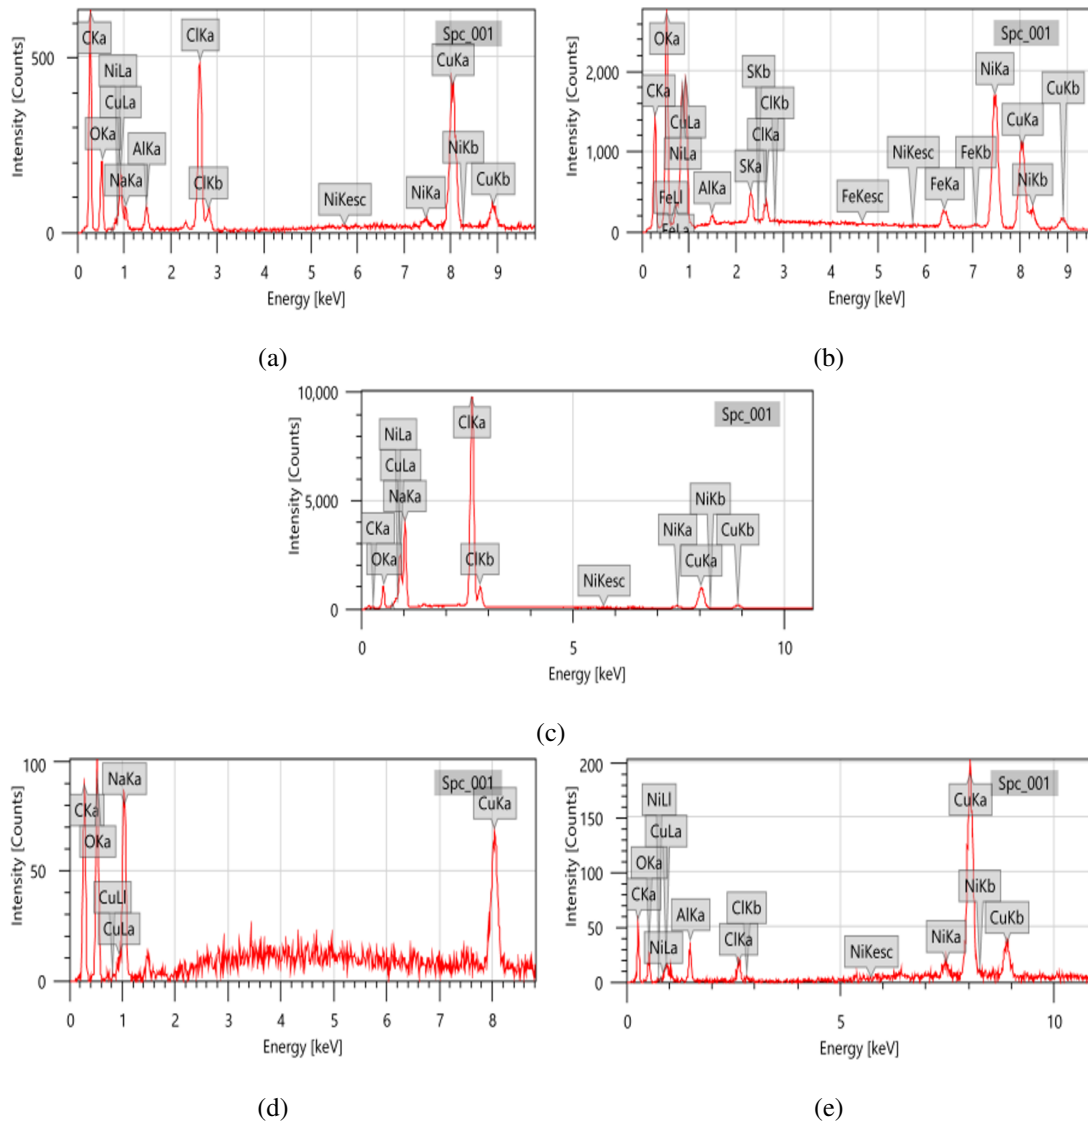 Spc_001
CKa
ClKa
CuKa
NiLa
CuLa
OKa
AlKa
NaKa
ClKb
NiKb
NiKesc
NiKa
CuKb
500
0
0 1 2 3 4 5 6 7 8 9
Intensity [Counts]
Energy [keV]
(a)
Spc_001
OKa
CKa
SKb
ClKb
NiKa
CuKb
CuLa
ClKa
CuKa
NiLa
SKa
NiKesc
FeKb
FeLl
AlKa
FeKesc
FeKa
NiKb
FeLa
2,000
1,000
0
0 1 2 3 4 5 6 7 8 9
Intensity [Counts]
Energy [keV]
(b)
10,000
Spc_001
ClKa
NiLa
CuLa
NaKa
NiKb
CKa
NiKa
CuKb
OKa
ClKb
CuKa
NiKesc
5,000
0
0 5 10
Intensity [Counts]
Energy [keV]
(c)
100
NaKa
Spc_001
CKa
CuKa
OKa
CuLl
CuLa
50
0
0 1 2 3 4 5 6 7 8
Intensity [Counts]
Energy [keV]
(d)
200
NiLl
CuKa
Spc_001
CuLa
OKa
CKa
AlKa
ClKb
NiKb
NiLa
ClKa
NiKesc
NiKa
CuKb
150
100
50
0
0 5 10
Intensity [Counts]
Energy [keV]
(e)